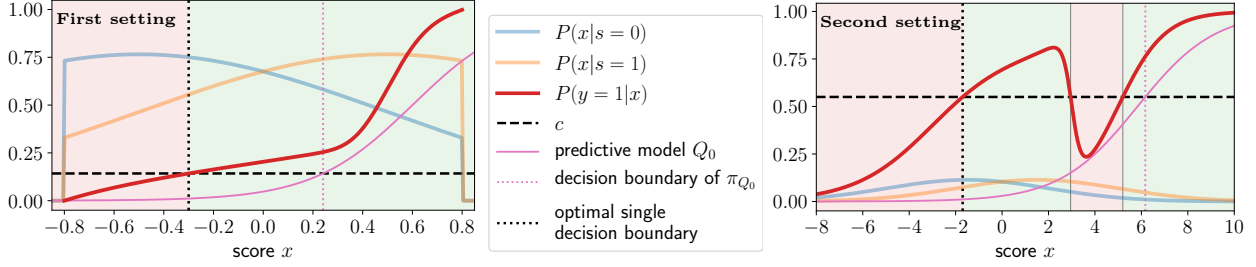 First setting
1.00
0.75
0.50
0.25
0.00
−0.8 −0.6 −0.4 −0.2 0.0 0.2 0.4 0.6 0.8
score x
P(x|s = 0)
P(x|s = 1)
P(y = 1|x)
c
predictive model Q₀
decision boundary of π_{Q₀}
optimal single
decision boundary
Second setting
1.00
0.75
0.50
0.25
0.00
−8 −6 −4 −2 0 2 4 6 8 10
score x